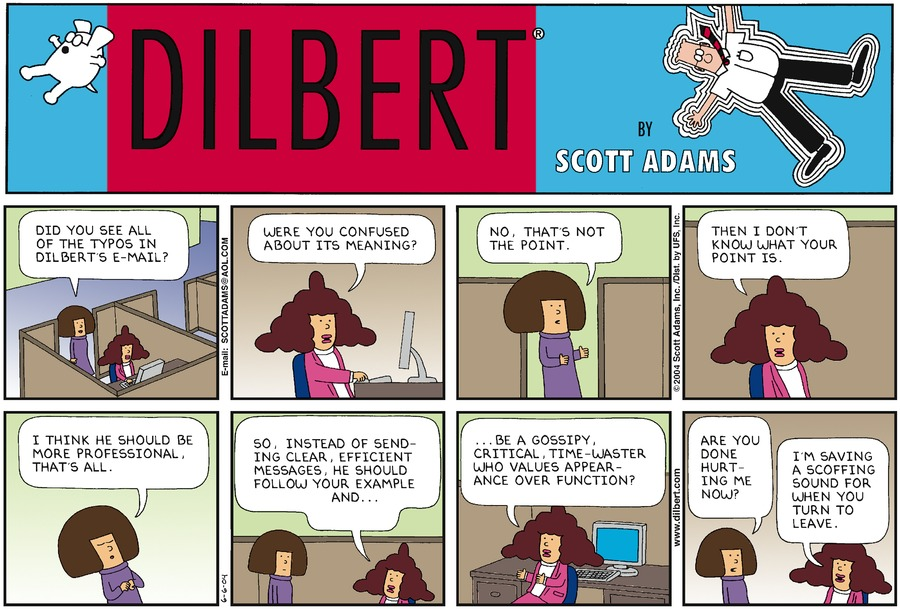 DILBERT®
BY
SCOTT ADAMS
DID YOU SEE ALL
OF THE TYPOS IN
DILBERT'S E-MAIL?
E-mail: SCOTTADAMS@AOL.COM
WERE YOU CONFUSED
ABOUT ITS MEANING?
NO, THAT'S NOT
THE POINT.
© 2004 Scott Adams, Inc./Dist. by UFS, Inc.
THEN I DON'T
KNOW WHAT YOUR
POINT IS.
I THINK HE SHOULD BE
MORE PROFESSIONAL,
THAT'S ALL.
6-6-04
SO, INSTEAD OF SEND-
ING CLEAR, EFFICIENT
MESSAGES, HE SHOULD
FOLLOW YOUR EXAMPLE
AND...
...BE A GOSSIPY,
CRITICAL, TIME-WASTER
WHO VALUES APPEAR-
ANCE OVER FUNCTION?
www.dilbert.com
ARE YOU
DONE
HURT-
ING ME
NOW?
I'M SAVING
A SCOFFING
SOUND FOR
WHEN YOU
TURN TO
LEAVE.